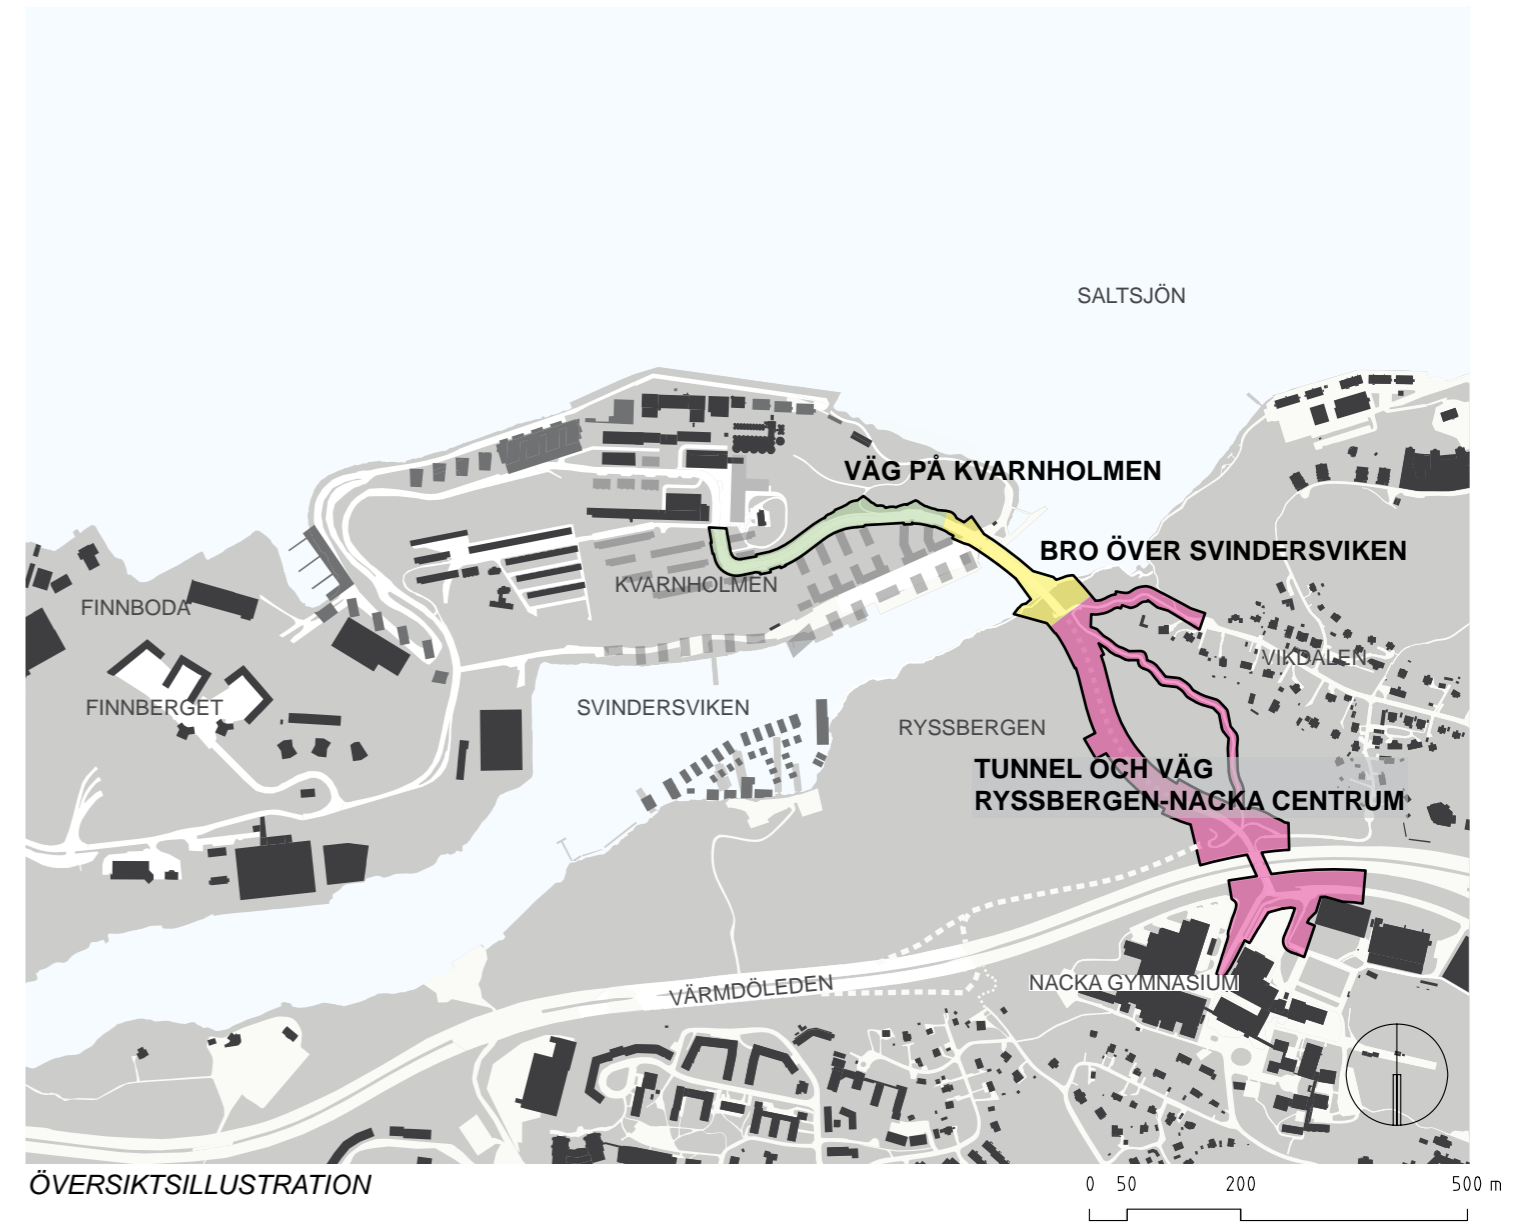 SALTSJÖN
VÄG PÅ KVARNHOLMEN
BRO ÖVER SVINDERSVIKEN
KVARNHOLMEN
FINNBODA
VIKDALEN
FINNBERGET
SVINDERSVIKEN
RYSSBERGEN
TUNNEL OCH VÄG
RYSSBERGEN-NACKA CENTRUM
VÄRMDÖLEDEN
NACKA GYMNASIUM
ÖVERSIKTSILLUSTRATION
0 50 200 500 m